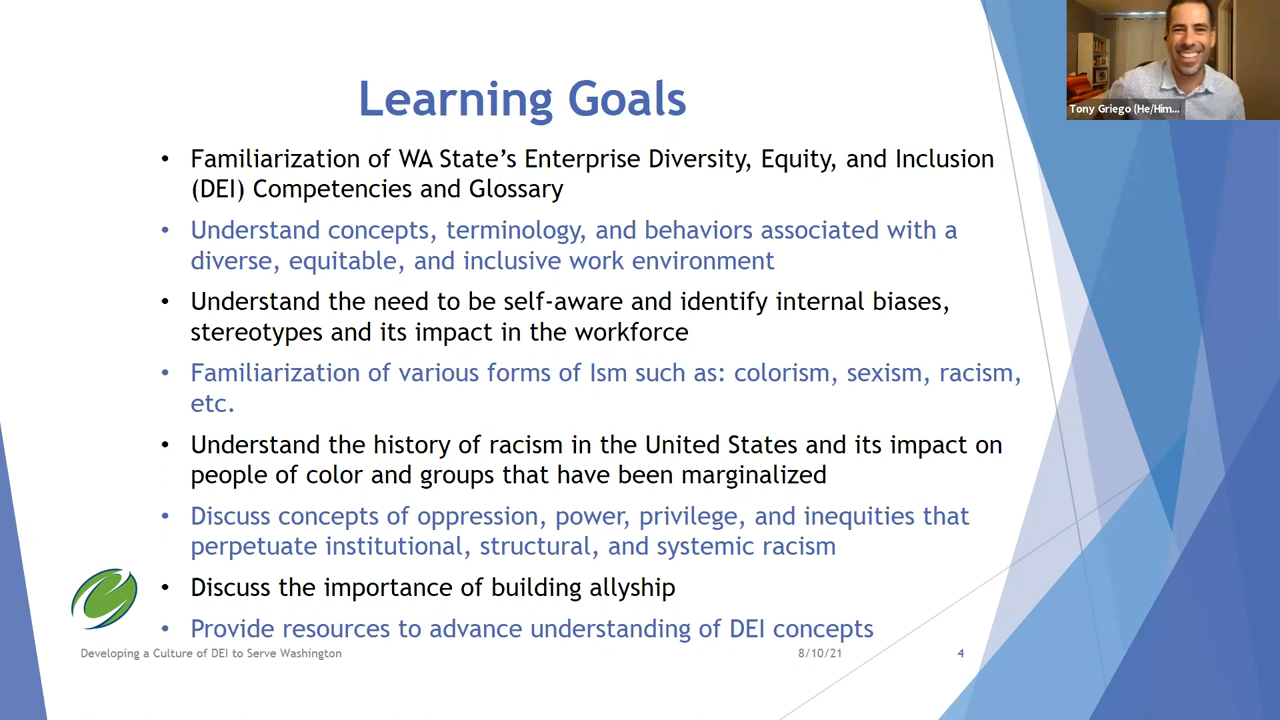 Learning Goals
• Familiarization of WA State’s Enterprise Diversity, Equity, and Inclusion
(DEI) Competencies and Glossary
• Understand concepts, terminology, and behaviors associated with a
diverse, equitable, and inclusive work environment
• Understand the need to be self-aware and identify internal biases,
stereotypes and its impact in the workforce
• Familiarization of various forms of Ism such as: colorism, sexism, racism,
etc.
• Understand the history of racism in the United States and its impact on
people of color and groups that have been marginalized
• Discuss concepts of oppression, power, privilege, and inequities that
perpetuate institutional, structural, and systemic racism
• Discuss the importance of building allyship
• Provide resources to advance understanding of DEI concepts
Developing a Culture of DEI to Serve Washington
8/10/21
4
Tony Griego (He/Him...